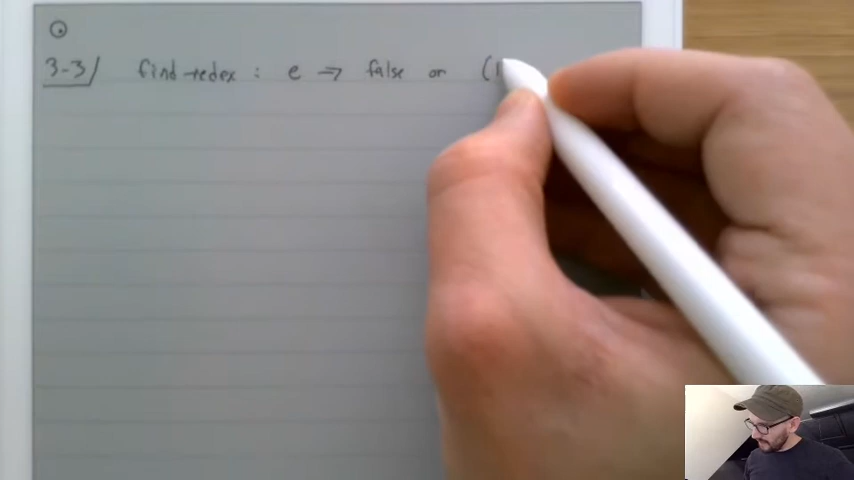 3-3/ find-redex : e → false or (